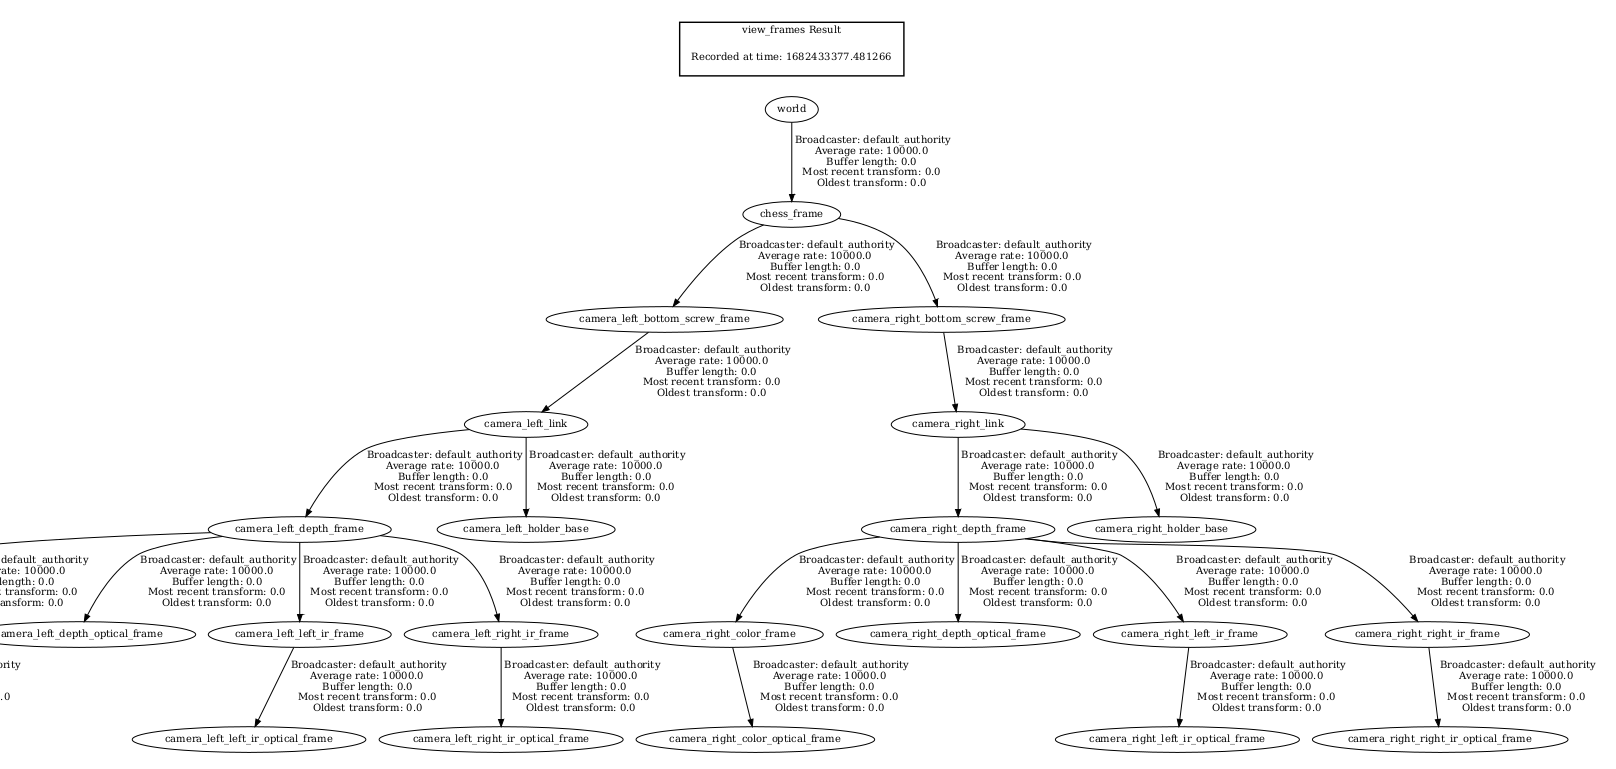 view_frames Result
Recorded at time: 1682433377.481266
world
Broadcaster: default_authority
Average rate: 10000.0
Buffer length: 0.0
Most recent transform: 0.0
Oldest transform: 0.0
chess_frame
Broadcaster: default_authority
Average rate: 10000.0
Buffer length: 0.0
Most recent transform: 0.0
Oldest transform: 0.0
Broadcaster: default_authority
Average rate: 10000.0
Buffer length: 0.0
Most recent transform: 0.0
Oldest transform: 0.0
camera_left_bottom_screw_frame
camera_right_bottom_screw_frame
Broadcaster: default_authority
Average rate: 10000.0
Buffer length: 0.0
Most recent transform: 0.0
Oldest transform: 0.0
Broadcaster: default_authority
Average rate: 10000.0
Buffer length: 0.0
Most recent transform: 0.0
Oldest transform: 0.0
camera_left_link
camera_right_link
Broadcaster: default_authority
Average rate: 10000.0
Buffer length: 0.0
Most recent transform: 0.0
Oldest transform: 0.0
Broadcaster: default_authority
Average rate: 10000.0
Buffer length: 0.0
Most recent transform: 0.0
Oldest transform: 0.0
Broadcaster: default_authority
Average rate: 10000.0
Buffer length: 0.0
Most recent transform: 0.0
Oldest transform: 0.0
Broadcaster: default_authority
Average rate: 10000.0
Buffer length: 0.0
Most recent transform: 0.0
Oldest transform: 0.0
camera_left_depth_frame
camera_left_holder_base
camera_right_depth_frame
camera_right_holder_base
default_authority
10000.0
0.0
0.0
0.0
Broadcaster: default_authority
Average rate: 10000.0
Buffer length: 0.0
Most recent transform: 0.0
Oldest transform: 0.0
Broadcaster: default_authority
Average rate: 10000.0
Buffer length: 0.0
Most recent transform: 0.0
Oldest transform: 0.0
Broadcaster: default_authority
Average rate: 10000.0
Buffer length: 0.0
Most recent transform: 0.0
Oldest transform: 0.0
Broadcaster: default_authority
Average rate: 10000.0
Buffer length: 0.0
Most recent transform: 0.0
Oldest transform: 0.0
Broadcaster: default_authority
Average rate: 10000.0
Buffer length: 0.0
Most recent transform: 0.0
Oldest transform: 0.0
Broadcaster: default_authority
Average rate: 10000.0
Buffer length: 0.0
Most recent transform: 0.0
Oldest transform: 0.0
Broadcaster: default_authority
Average rate: 10000.0
Buffer length: 0.0
Most recent transform: 0.0
Oldest transform: 0.0
camera_left_depth_optical_frame
camera_left_left_ir_frame
camera_left_right_ir_frame
camera_right_color_frame
camera_right_depth_optical_frame
camera_right_left_ir_frame
camera_right_right_ir_frame
Broadcaster: default_authority
Average rate: 10000.0
Buffer length: 0.0
Most recent transform: 0.0
Oldest transform: 0.0
Broadcaster: default_authority
Average rate: 10000.0
Buffer length: 0.0
Most recent transform: 0.0
Oldest transform: 0.0
Broadcaster: default_authority
Average rate: 10000.0
Buffer length: 0.0
Most recent transform: 0.0
Oldest transform: 0.0
Broadcaster: default_authority
Average rate: 10000.0
Buffer length: 0.0
Most recent transform: 0.0
Oldest transform: 0.0
Broadcaster: default_authority
Average rate: 10000.0
Buffer length: 0.0
Most recent transform: 0.0
Oldest transform: 0.0
camera_left_left_ir_optical_frame
camera_left_right_ir_optical_frame
camera_right_color_optical_frame
camera_right_left_ir_optical_frame
camera_right_right_ir_optical_frame